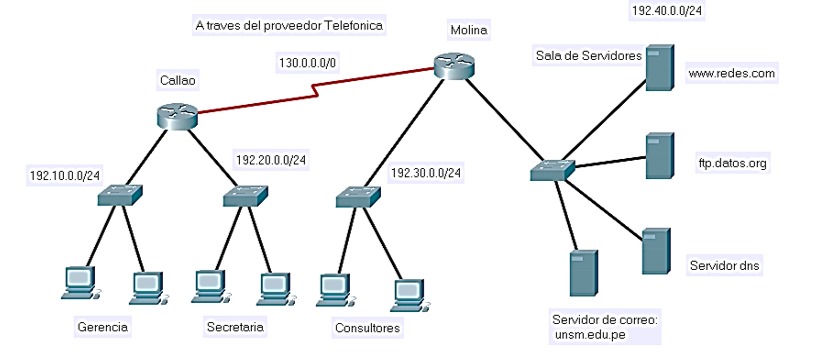 192.40.0.0/24
A traves del proveedor Telefonica
Molina
Sala de Servidores
130.0.0.0/0
www.redes.com
Callao
192.20.0.0/24
ftp.datos.org
192.10.0.0/24
192.30.0.0/24
Servidor dns
Gerencia
Secretaria
Consultores
Servidor de correo:
unsm.edu.pe